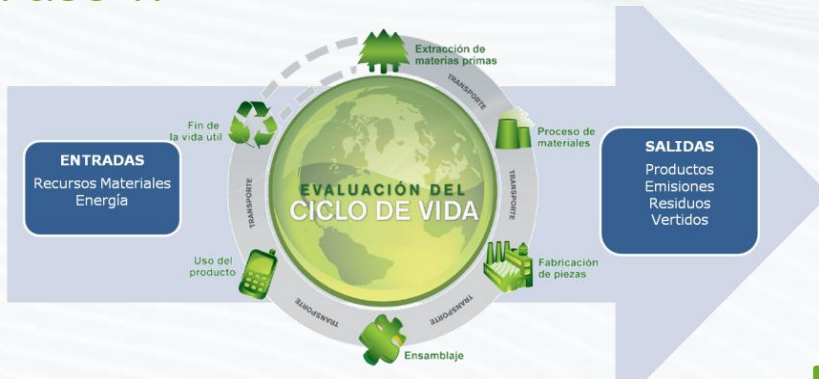 Extracción de
materias primas
TRANSPORTE
Proceso de
materiales
TRANSPORTE
Fabricación
de piezas
TRANSPORTE
Ensamblaje
TRANSPORTE
Uso del
producto
TRANSPORTE
Fin de
la vida util
EVALUACIÓN DEL
CICLO DE VIDA
ENTRADAS
Recursos Materiales
Energía
SALIDAS
Productos
Emisiones
Residuos
Vertidos